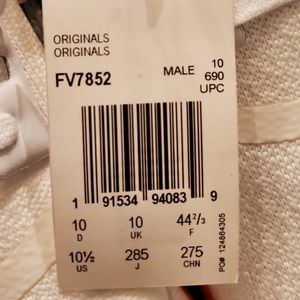 ORIGINALS
ORIGINALS
FV7852
MALE
10
690
UPC
1 91534 94083 9
10 10 44 2/3
D UK F
10½ 285 275
US J CHN
PO# 124864305